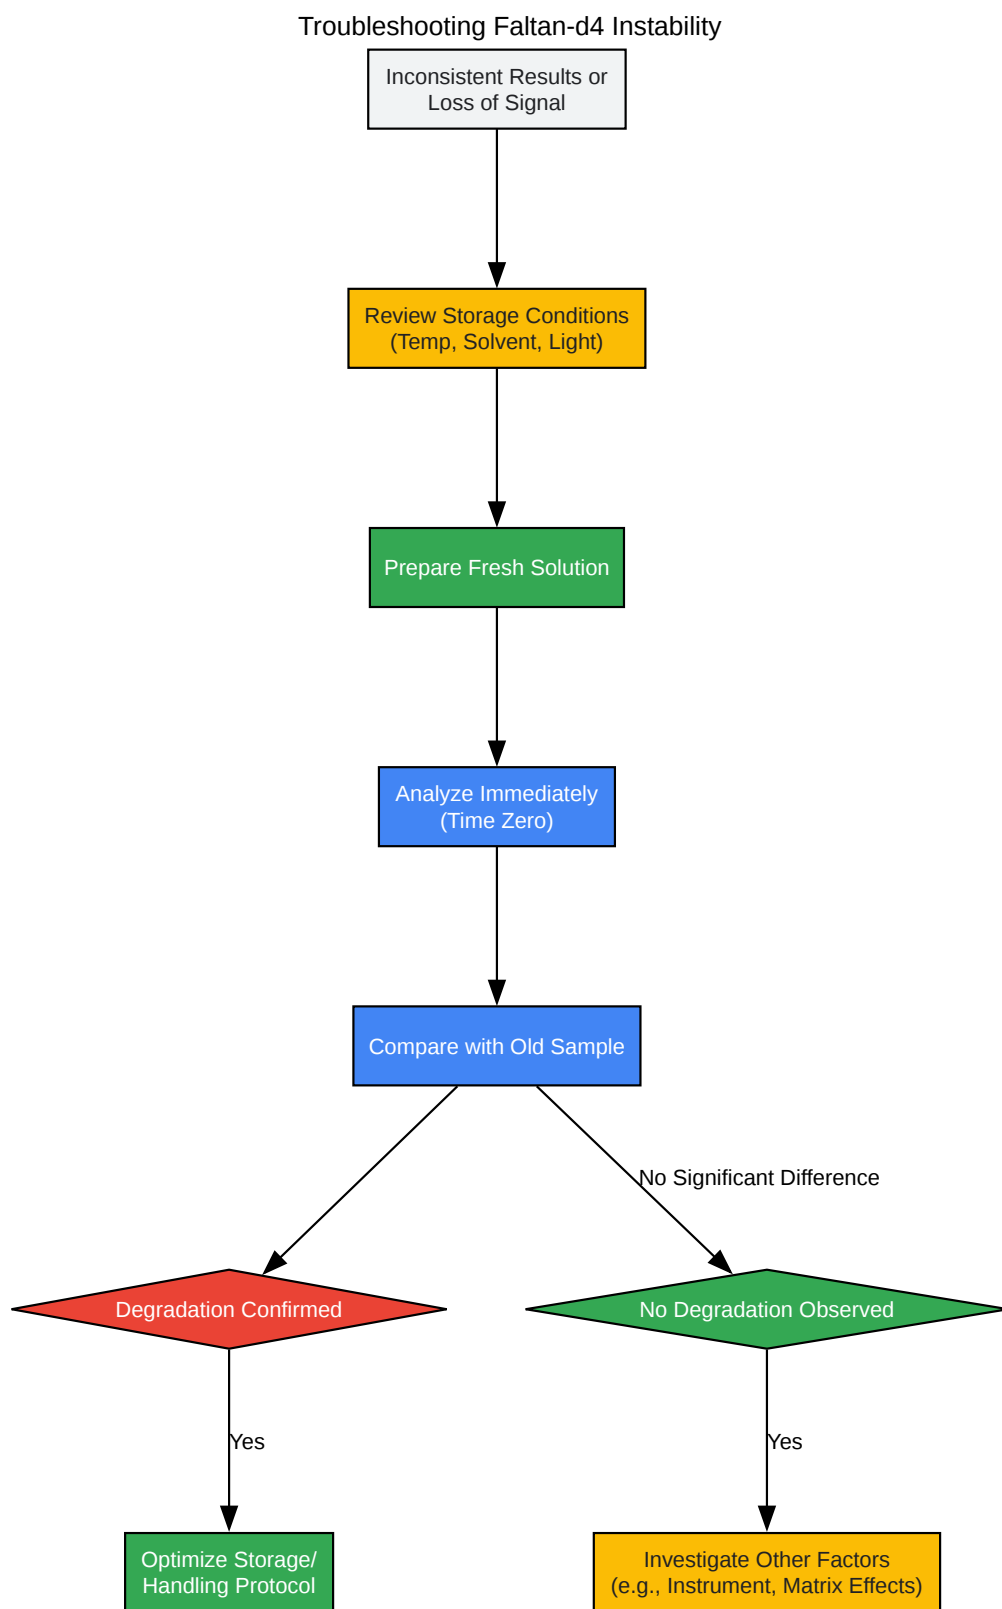 Troubleshooting Faltan-d4 Instability
Inconsistent Results or
Loss of Signal
Review Storage Conditions
(Temp, Solvent, Light)
Prepare Fresh Solution
Analyze Immediately
(Time Zero)
Compare with Old Sample
No Significant Difference
Degradation Confirmed
No Degradation Observed
Yes
Yes
Optimize Storage/
Handling Protocol
Investigate Other Factors
(e.g., Instrument, Matrix Effects)